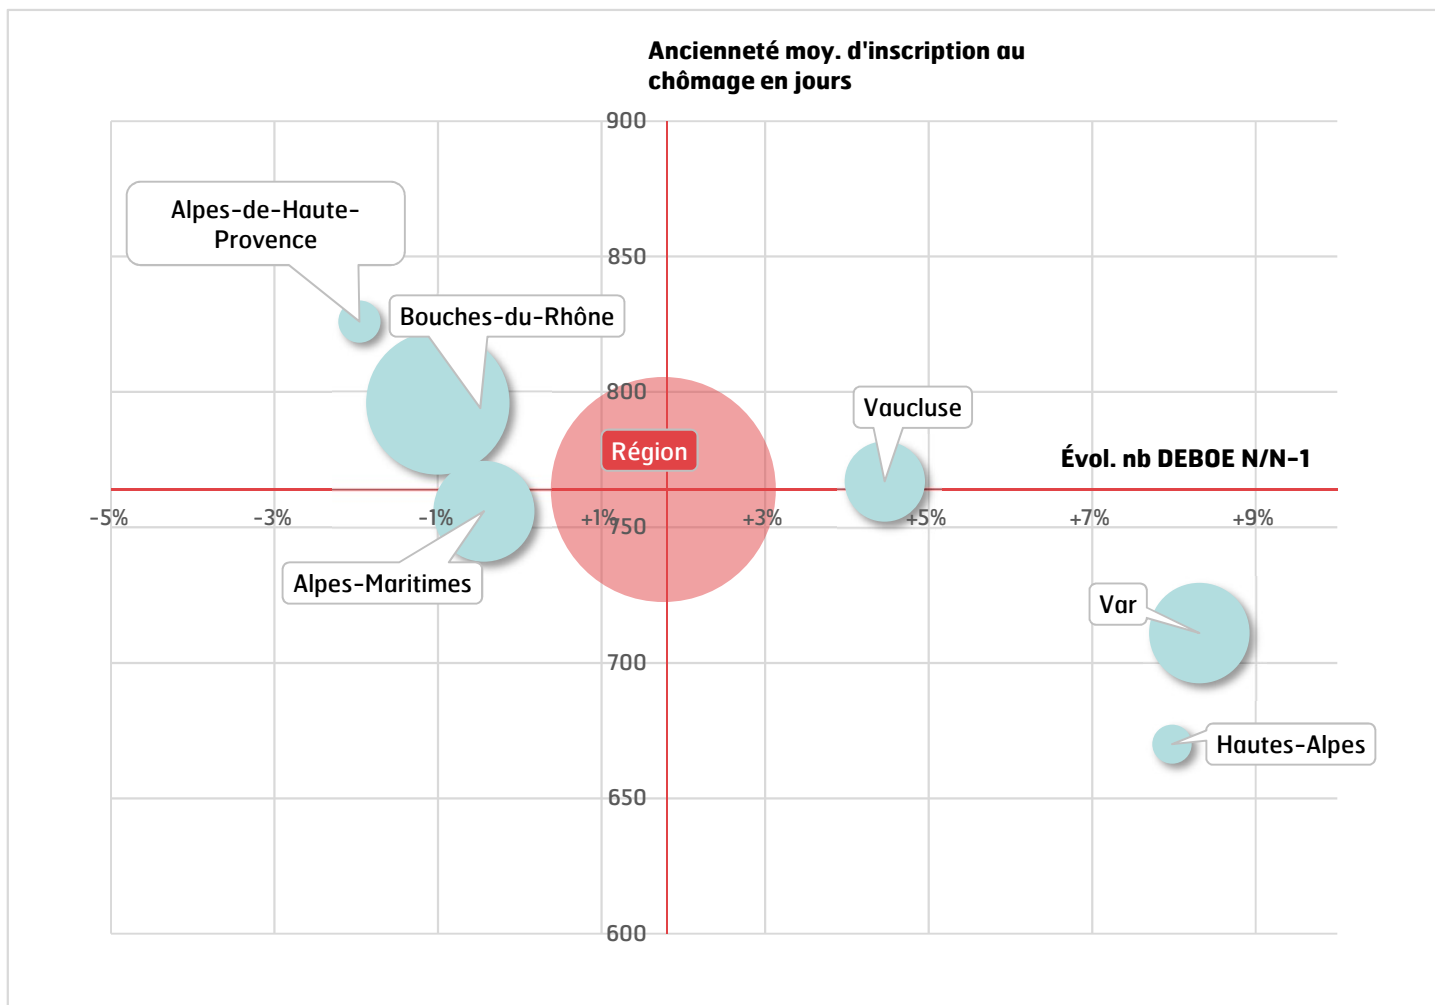 Ancienneté moy. d'inscription au
chômage en jours
900
Alpes-de-Haute-
Provence
850
Bouches-du-Rhône
800
Vaucluse
Région
Évol. nb DEBOE N/N-1
-5%
-3%
-1%
+1%
+3%
+5%
+7%
+9%
750
Alpes-Maritimes
Var
700
Hautes-Alpes
650
600